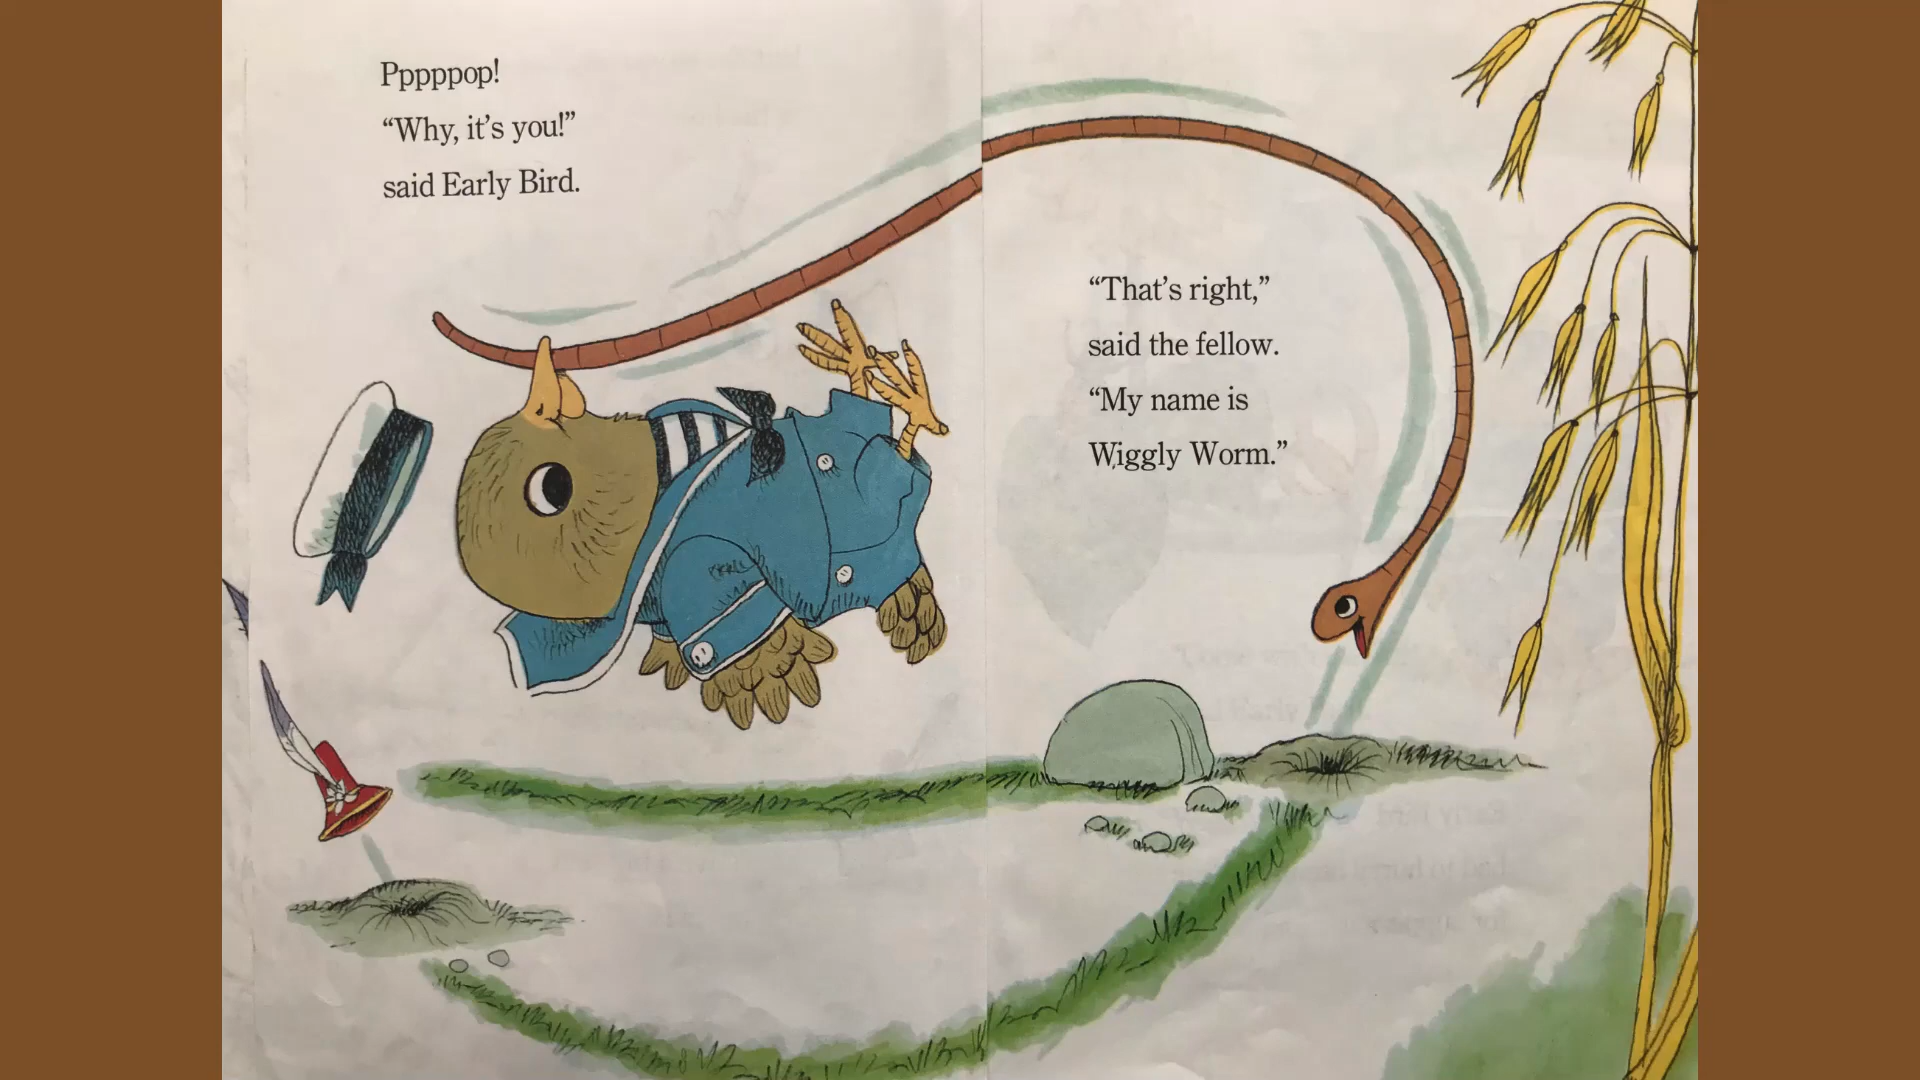 Pppppop!
“Why, it’s you!”
said Early Bird.
“That’s right,”
said the fellow.
“My name is
Wiggly Worm.”